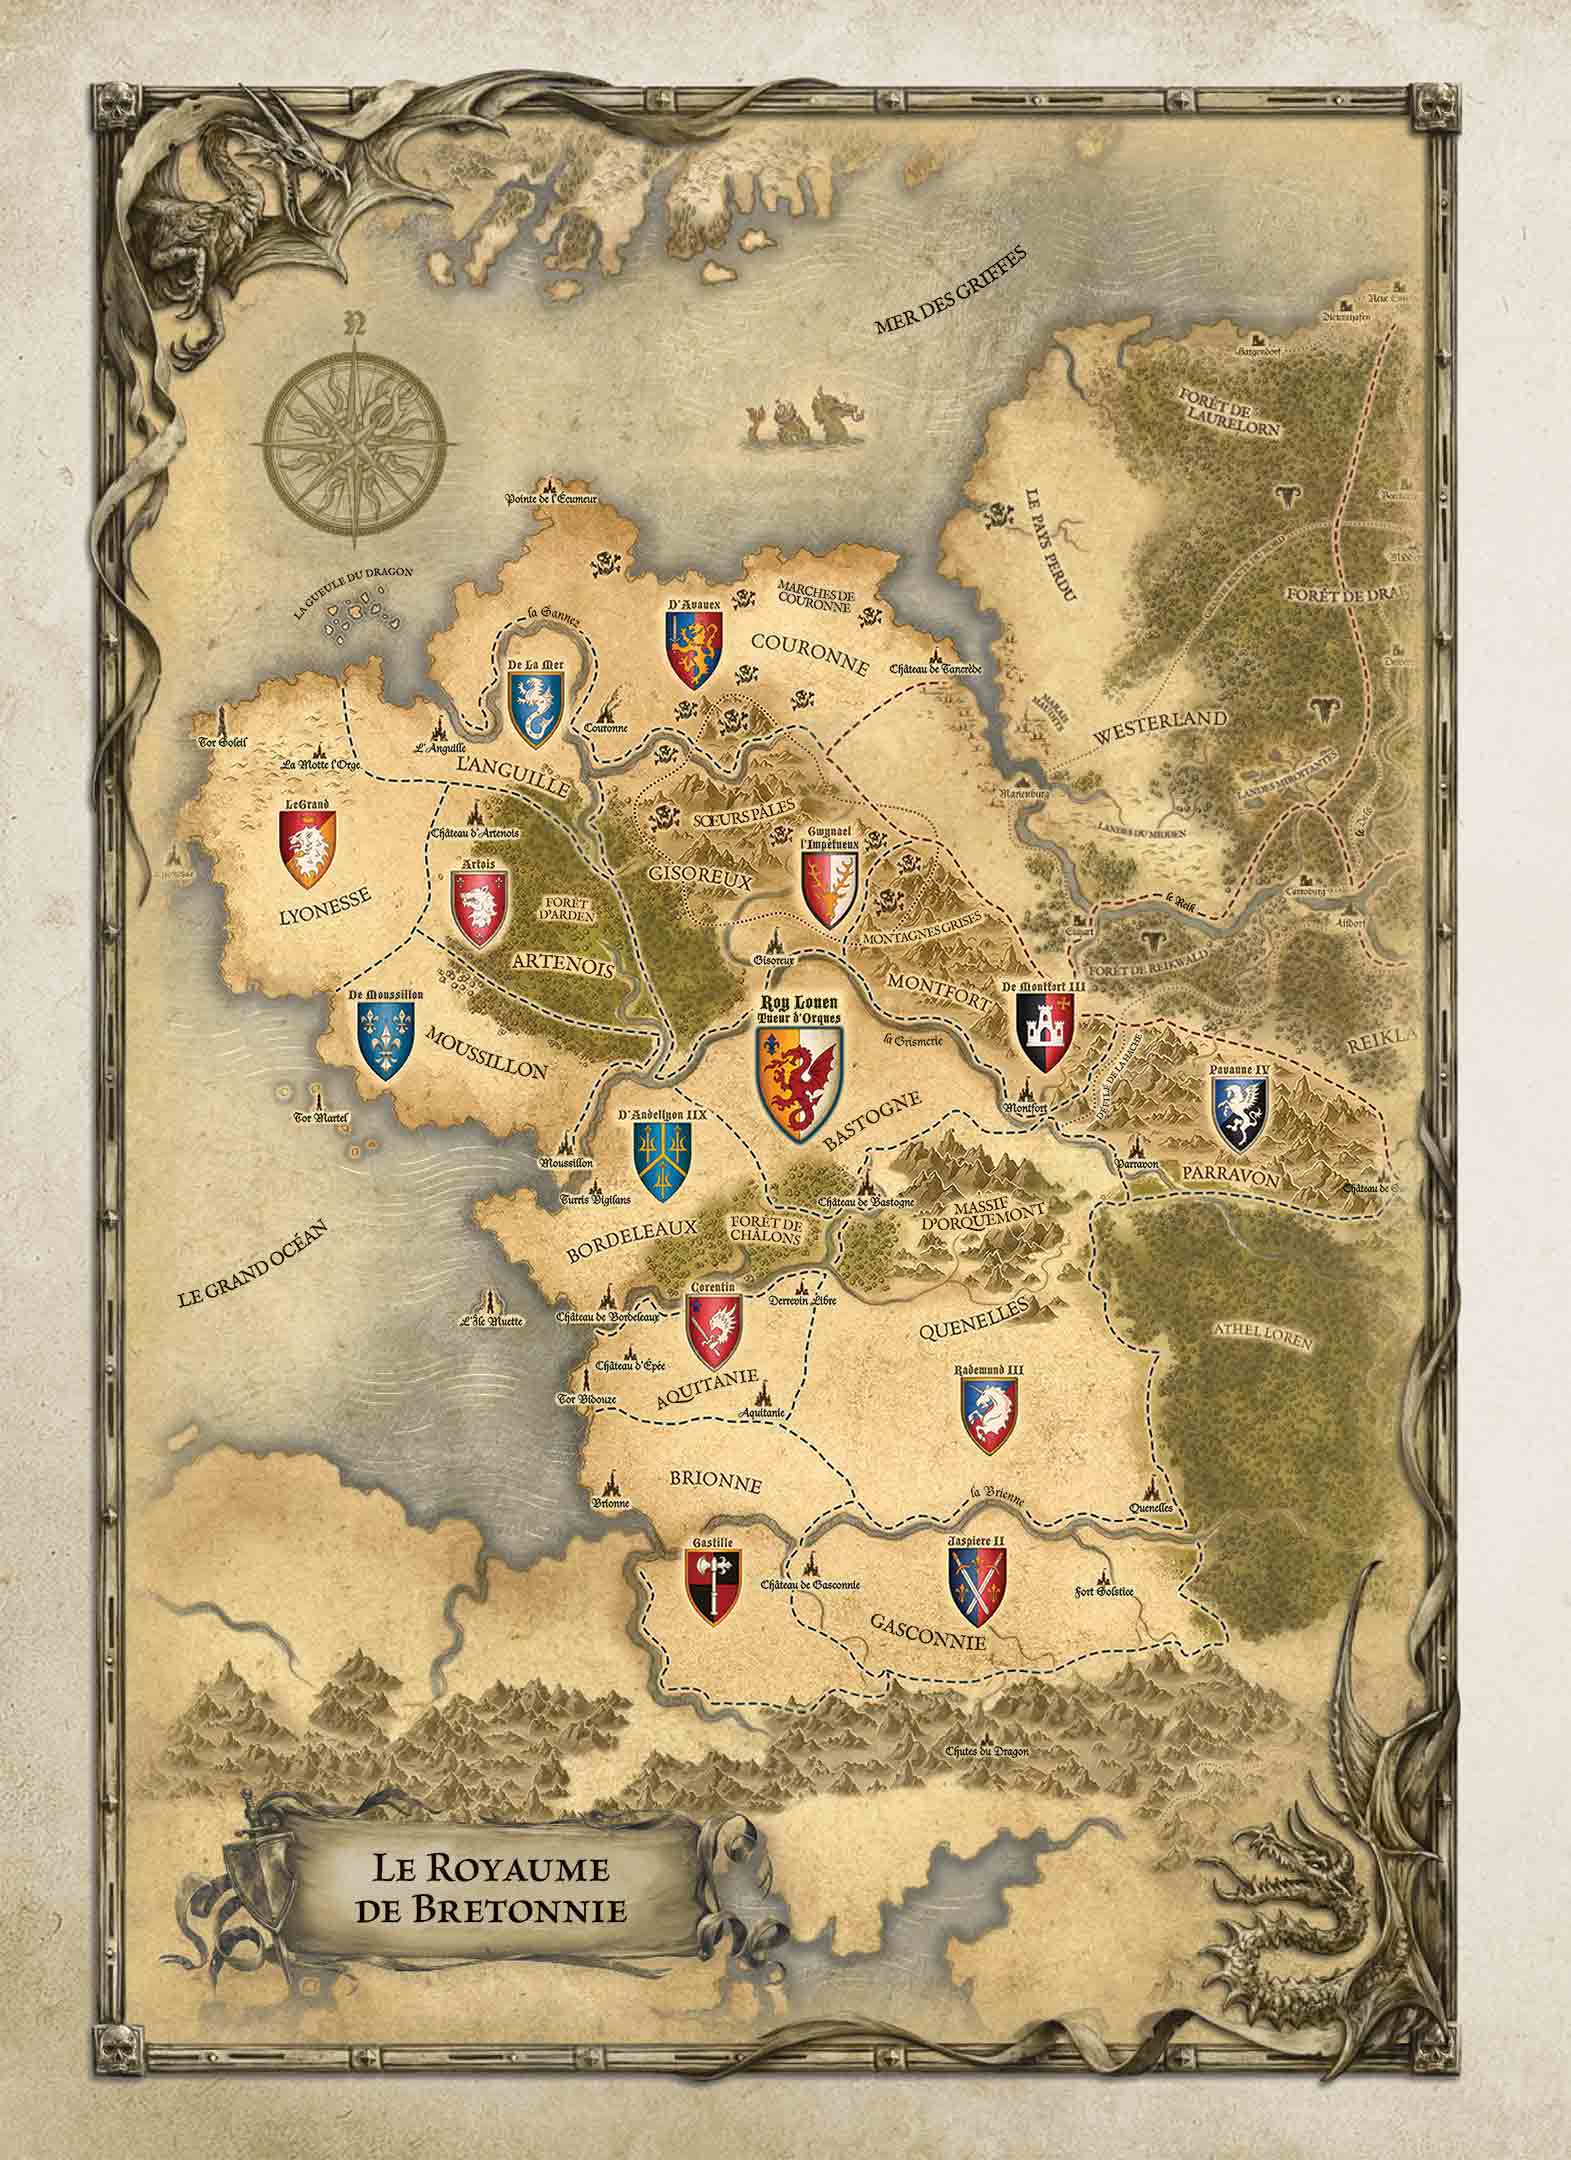 N
MER DES GRIFFES
Dietershafen
Hargendorf
FORÊT DE
LAURELORN
Pointe de l'Écumeur
LE PAYS PERDU
LA GUEULE DU DRAGON
MARCHES DE
COURONNE
FORÊT DE
D'Avauex
la Sannez
COURONNE
De La Mer
Château de Tancrède
Tor Soleil
L'Anguille
Couronne
MARAIS
WESTERLAND
La Motte l'Orge
L'ANGUILLE
Marienburg
LeGrand
SŒURS PÂLES
Château d'Artenois
LANDES DU MIDDEN
Gwynael
l'Impétueux
Artois
GISOREUX
LYONESSE
FORÊT
D'ARDEN
Carroburg
le Reik
MONTAGNES GRISES
Altdorf
ARTENOIS
Gisoreux
FORÊT DE REIKWALD
De Moussillon
MONTFORT
De Montfort III
Roy Louen
Tueur d'Orques
MOUSSILLON
la Grismerie
DÉFILÉ DE LA HACHE
REIKLA
Pavaune IV
Tor Martel
D'Andellyon IIX
BASTOGNE
Montfort
Moussillon
Parravon
PARRAVON
Turris Vigilans
Château de Bastogne
Château de
MASSIF
D'ORQUEMONT
BORDELEAUX
FORÊT DE
CHÂLONS
LE GRAND OCÉAN
Corentin
Derrevin Libre
L'Île Muette
Château de Bordeleaux
QUENELLES
ATHEL LOREN
Château d'Épée
Rademund III
AQUITANIE
Tor Bidouze
Aquitanie
BRIONNE
Brionne
la Brienne
Quenelles
Gastille
Jaspiere II
Château de Gasconnie
Fort Solstice
GASCONNIE
Chutes du Dragon
LE ROYAUME
DE BRETONNIE